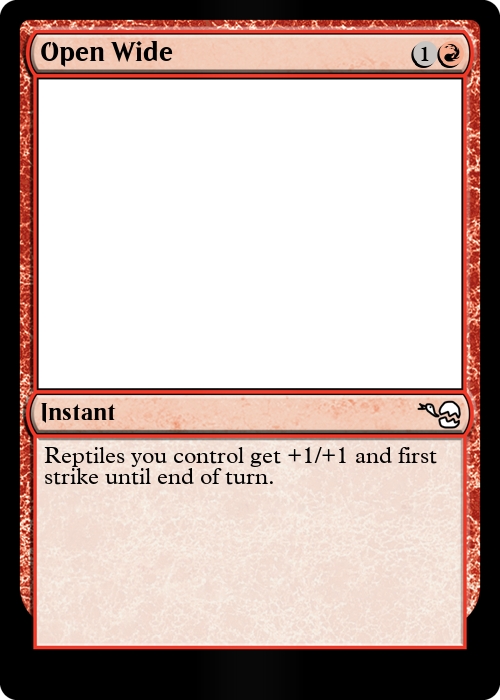 Open Wide
1
Instant
Reptiles you control get +1/+1 and first
strike until end of turn.